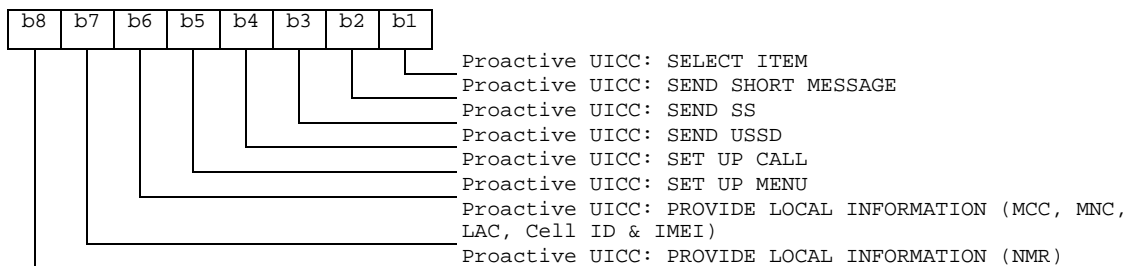 b8 b7 b6 b5 b4 b3 b2 b1
Proactive UICC: SELECT ITEM
Proactive UICC: SEND SHORT MESSAGE
Proactive UICC: SEND SS
Proactive UICC: SEND USSD
Proactive UICC: SET UP CALL
Proactive UICC: SET UP MENU
Proactive UICC: PROVIDE LOCAL INFORMATION (MCC, MNC,
LAC, Cell ID & IMEI)
Proactive UICC: PROVIDE LOCAL INFORMATION (NMR)